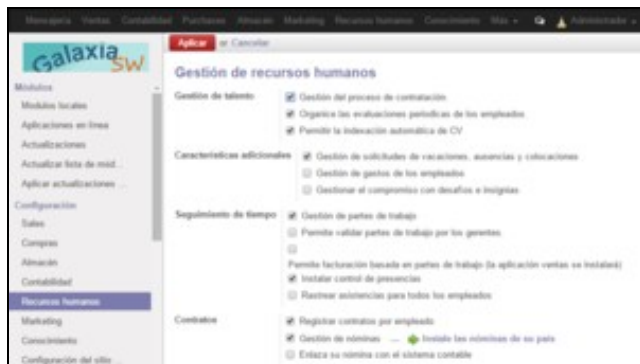 Mensajería Ventas Contabilidad Purchases Almacén Marketing Recursos humanos Conocimiento Más Administrador
Galaxia SW
Aplicar or Cancelar
Gestión de recursos humanos
Módulos
Modulos locales
Aplicaciones en línea
Actualizaciones
Actualizar lista de mód...
Aplicar actualizaciones ...
Configuración
Sales
Compras
Almacén
Contabilidad
Recursos humanos
Marketing
Conocimiento
Configuración del sitio ...
Gestión de talento
Gestión del proceso de contratación
Organice las evaluaciones periódicas de los empleados
Permitir la indexación automática de CV
Características adicionales
Gestión de solicitudes de vacaciones, ausencias y colocaciones
Gestión de gastos de los empleados
Gestionar el compromiso con desafíos e insignias
Seguimiento de tiempo
Gestión de partes de trabajo
Permite validar partes de trabajo por los gerentes
Permite facturación basada en partes de trabajo (la aplicación ventas se instalará)
Instalar control de presencias
Rastrear asistencias para todos los empleados
Contratos
Registrar contratos por empleado
Gestión de nóminas ... Instale las nóminas de su país
Enlaza su nómina con el sistema contable